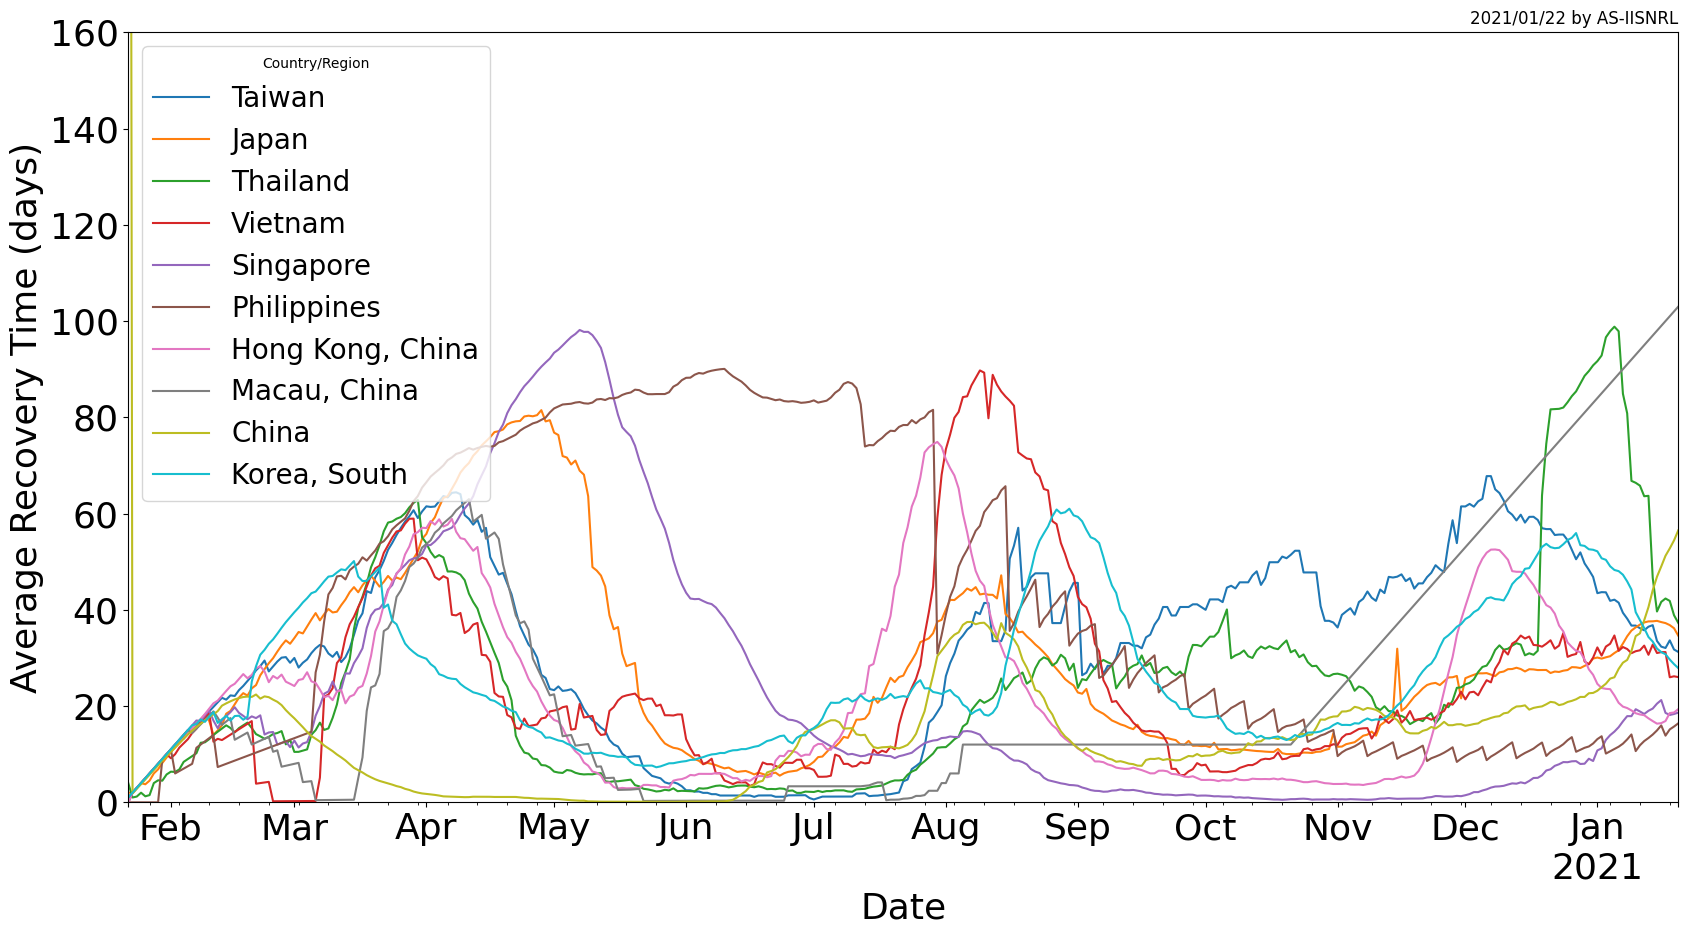 2021/01/22 by AS-IISNRL
160
140
120
100
80
60
40
20
0
Average Recovery Time (days)
Country/Region
Taiwan
Japan
Thailand
Vietnam
Singapore
Philippines
Hong Kong, China
Macau, China
China
Korea, South
Feb Mar Apr May Jun Jul Aug Sep Oct Nov Dec Jan
2021
Date